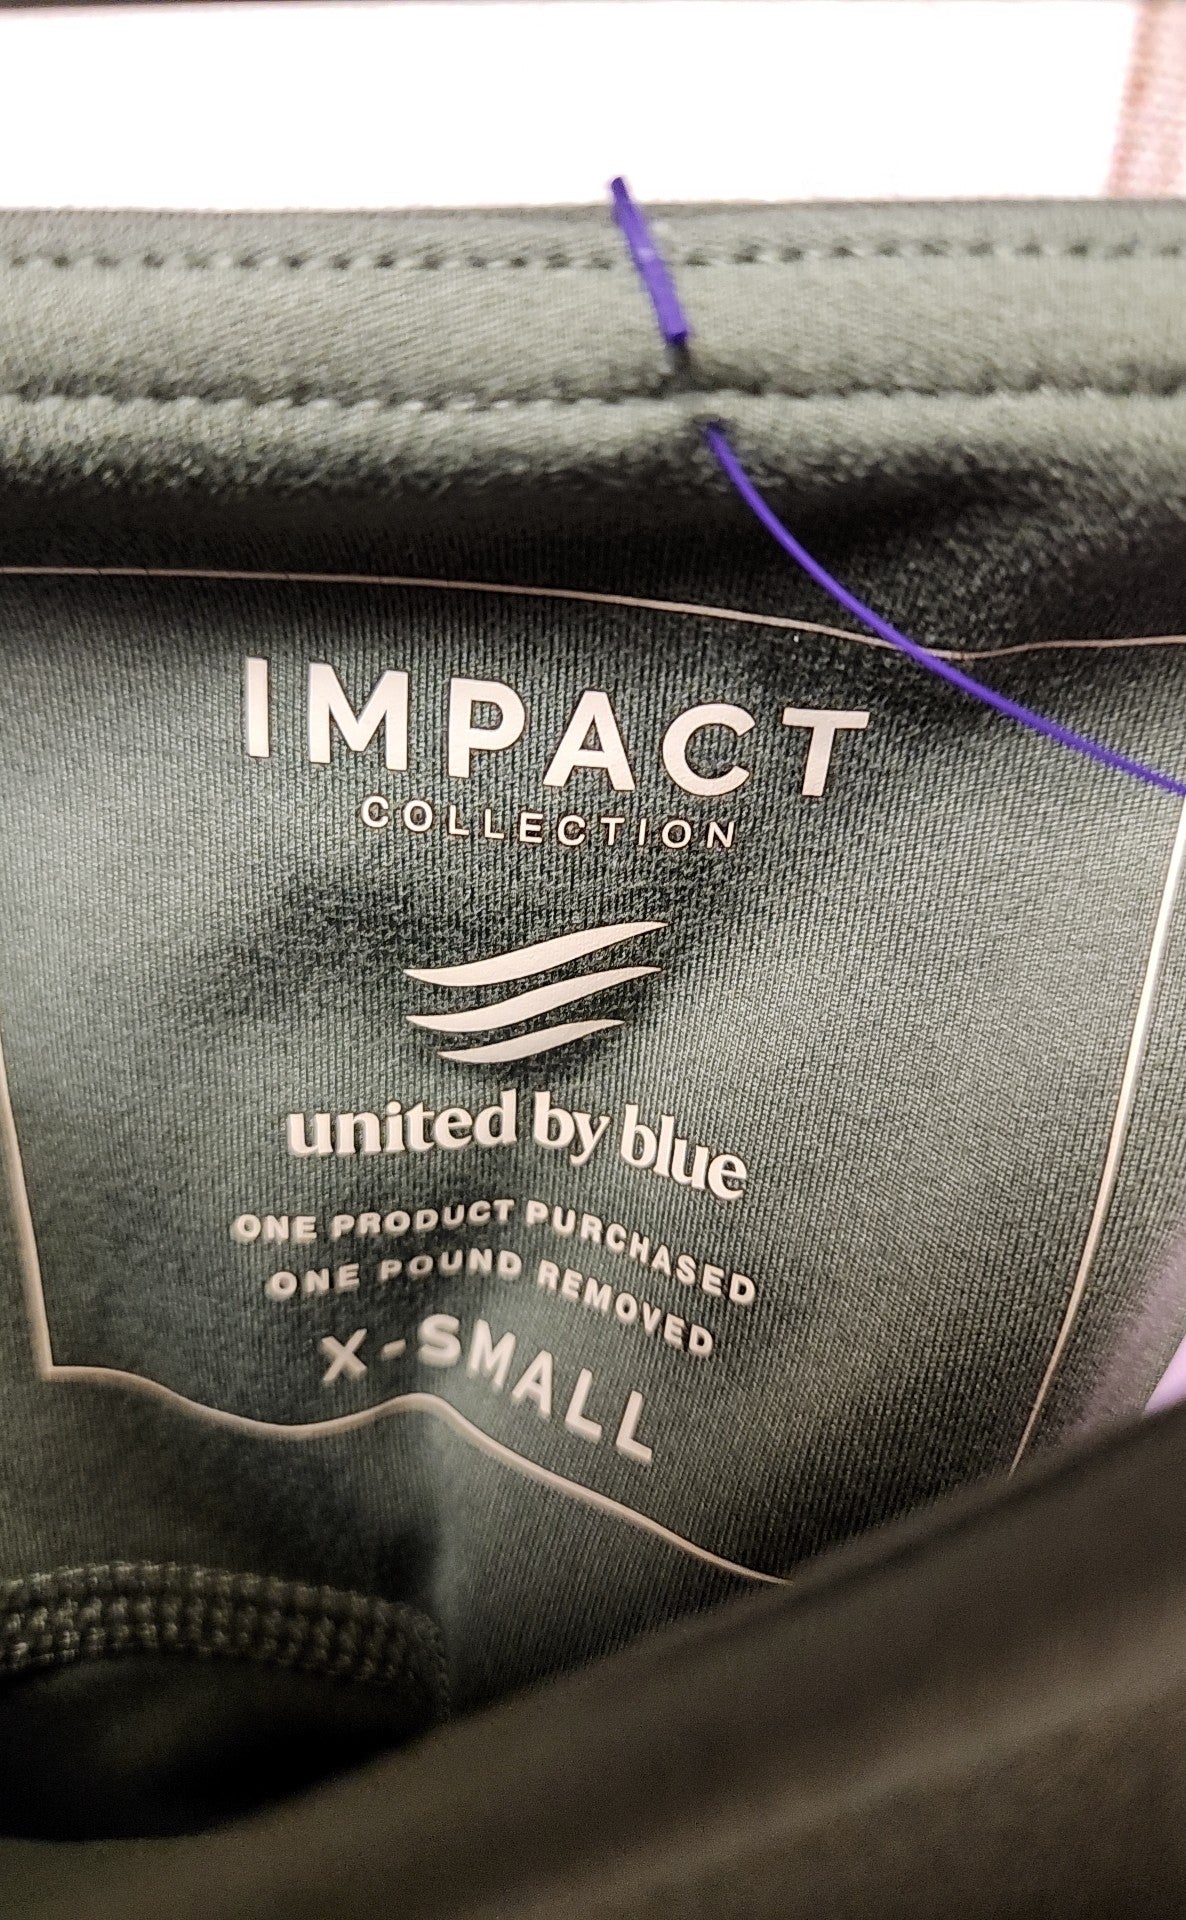 IMPACT
COLLECTION
united by blue
ONE PRODUCT PURCHASED
ONE POUND REMOVED
X-SMALL